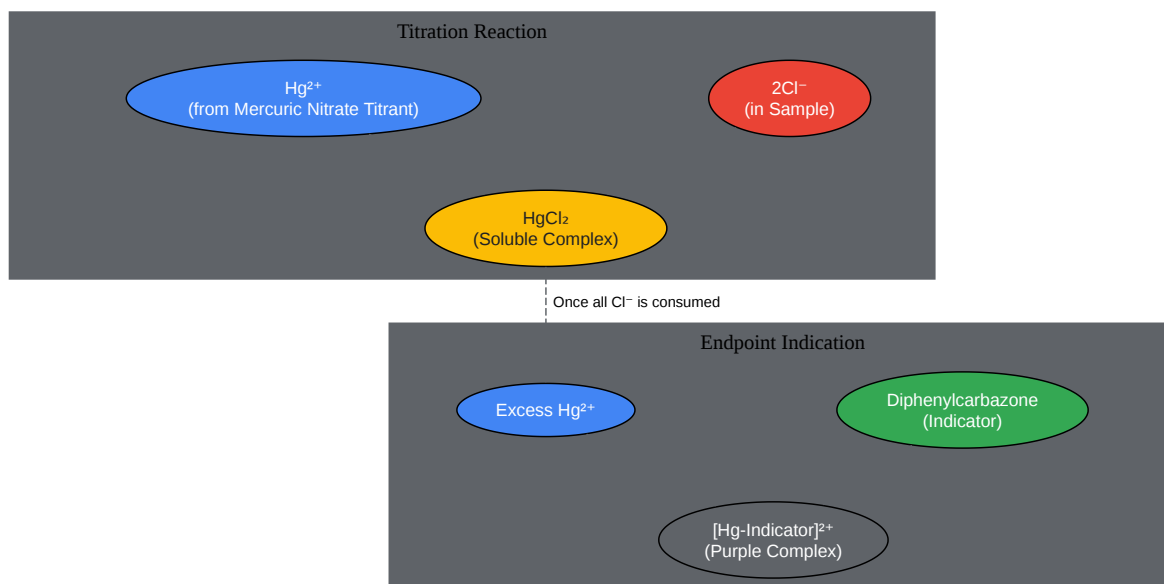 Titration Reaction
Hg²⁺
(from Mercuric Nitrate Titrant)
2Cl⁻
(in Sample)
HgCl₂
(Soluble Complex)
Once all Cl⁻ is consumed
Endpoint Indication
Excess Hg²⁺
Diphenylcarbazone
(Indicator)
[Hg-Indicator]²⁺
(Purple Complex)